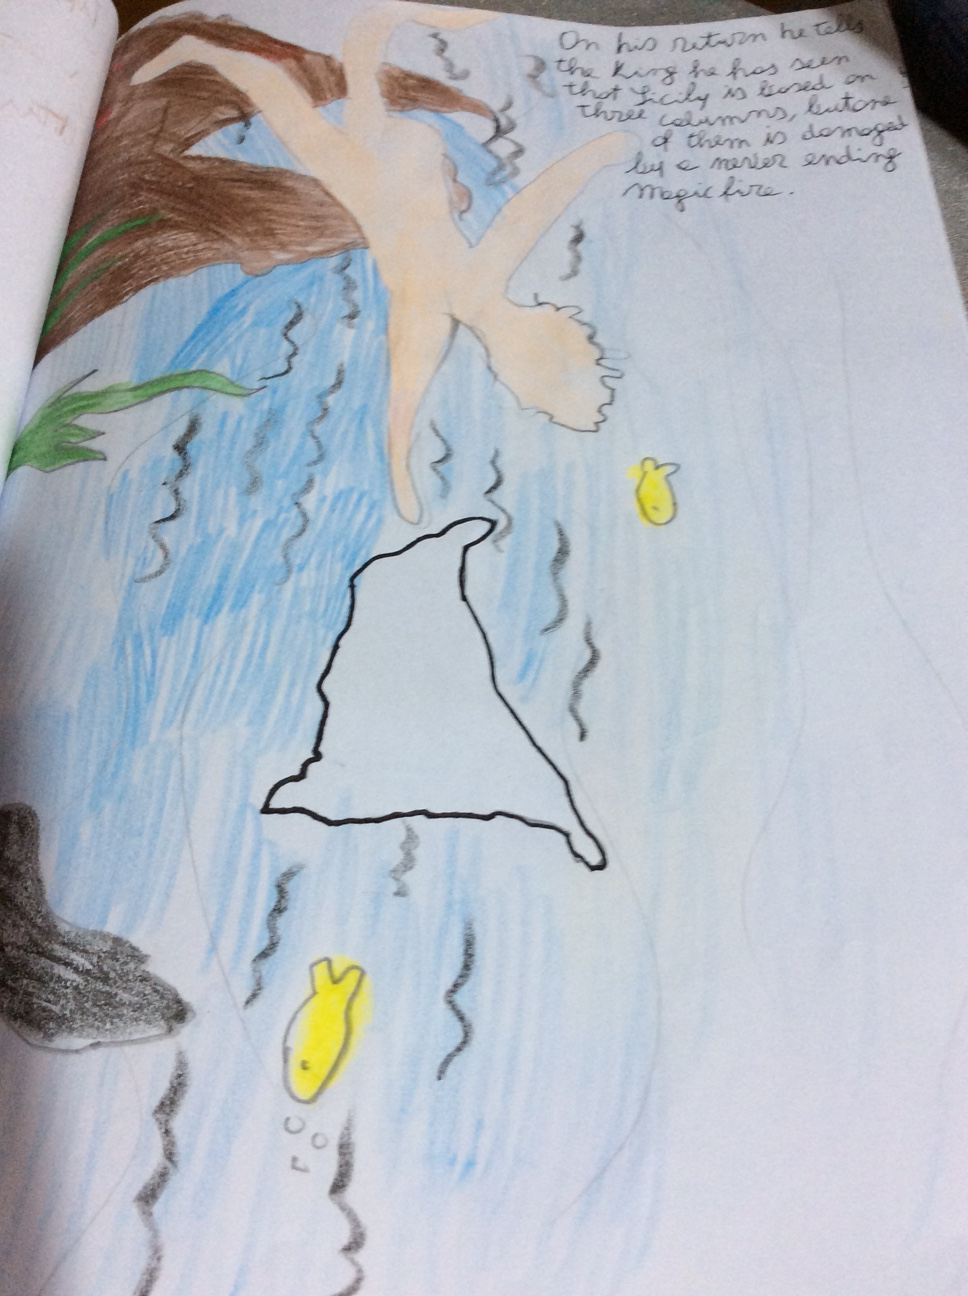 On his return he tells
the King he has seen
that Sicily is based on
three columns, but one
of them is damaged
by a never ending
magic fire.